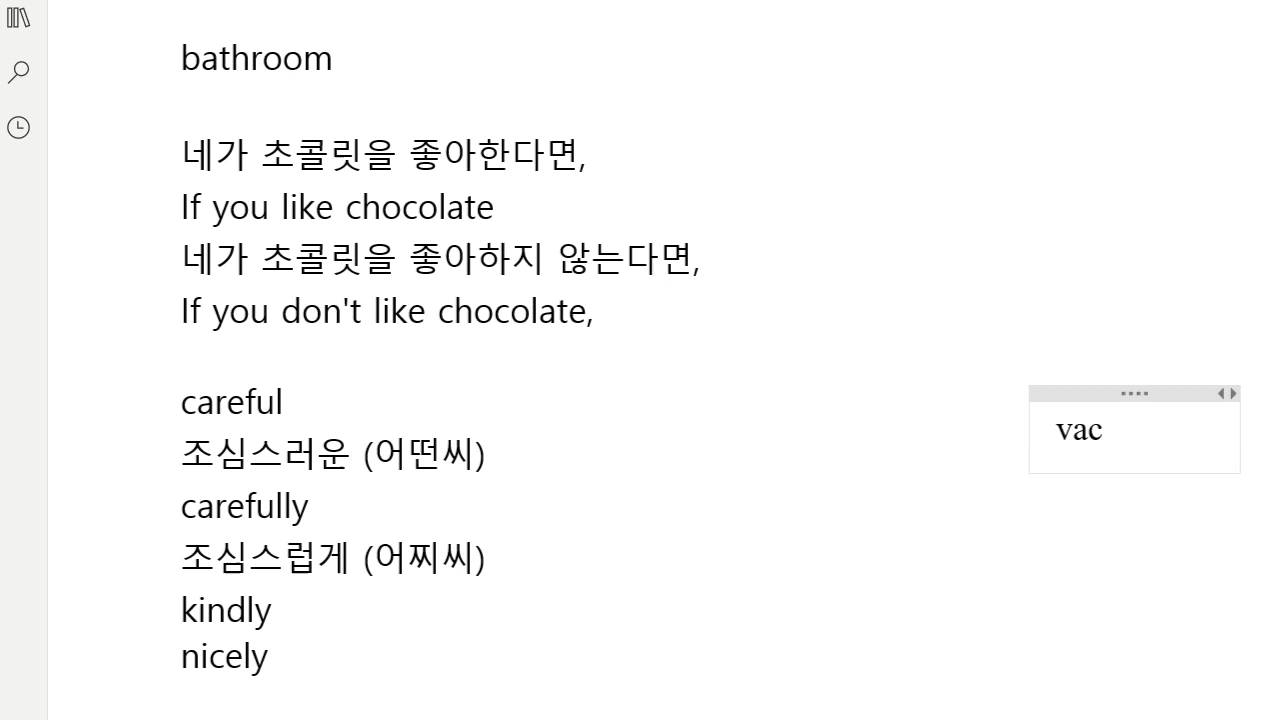 bathroom
네가 초콜릿을 좋아한다면,
If you like chocolate
네가 초콜릿을 좋아하지 않는다면,
If you don't like chocolate,
careful
조심스러운 (어떤씨)
carefully
조심스럽게 (어찌씨)
kindly
nicely
vac